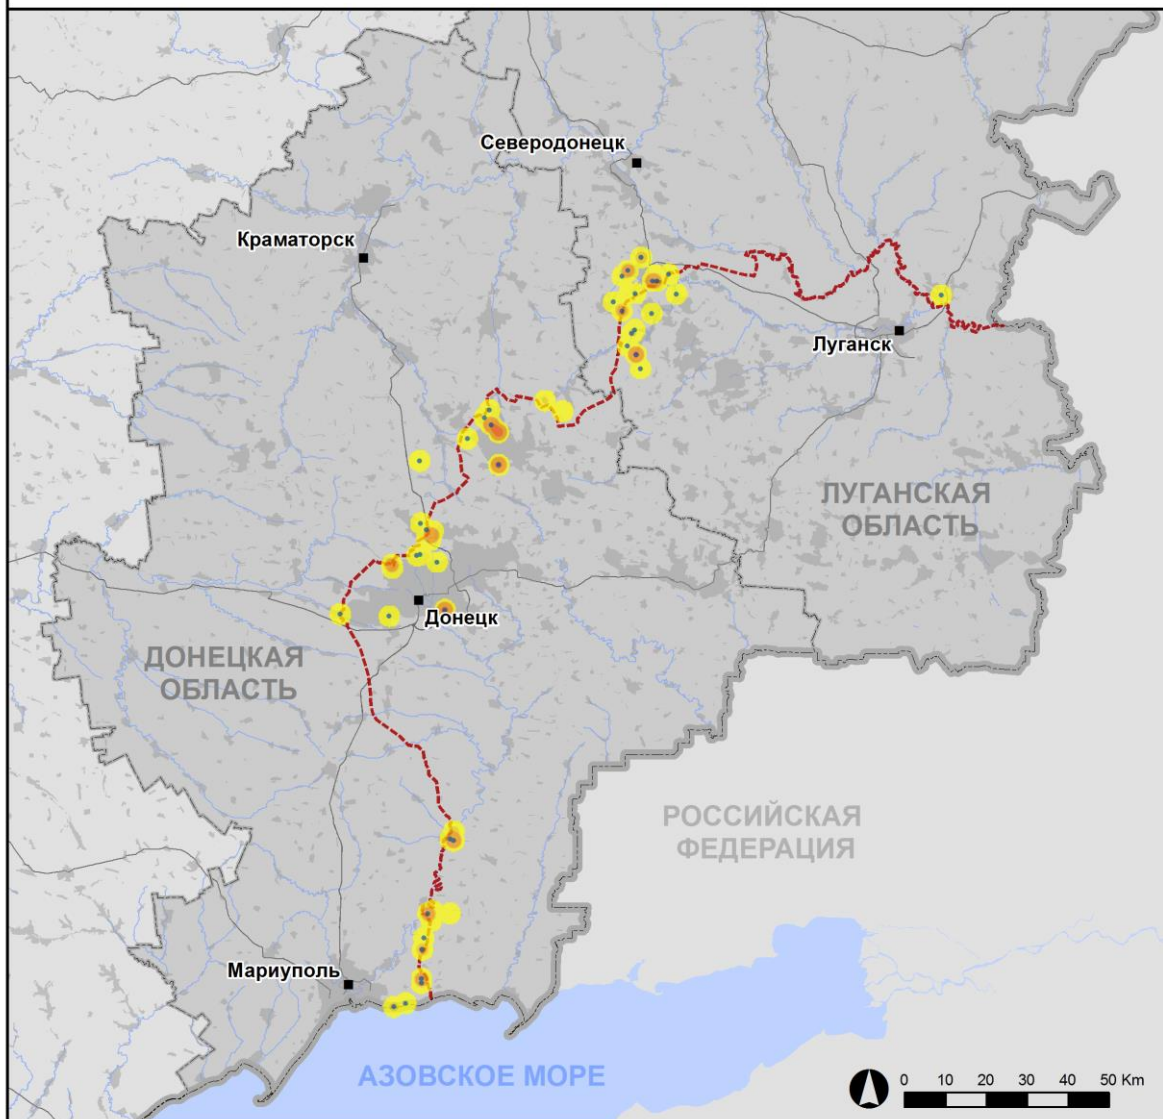 Северодонецк
Краматорск
Луганск
ЛУГАНСКАЯ
ОБЛАСТЬ
Донецк
ДОНЕЦКАЯ
ОБЛАСТЬ
РОССИЙСКАЯ
ФЕДЕРАЦИЯ
Мариуполь
АЗОВСКОЕ МОРЕ
0 10 20 30 40 50 Km